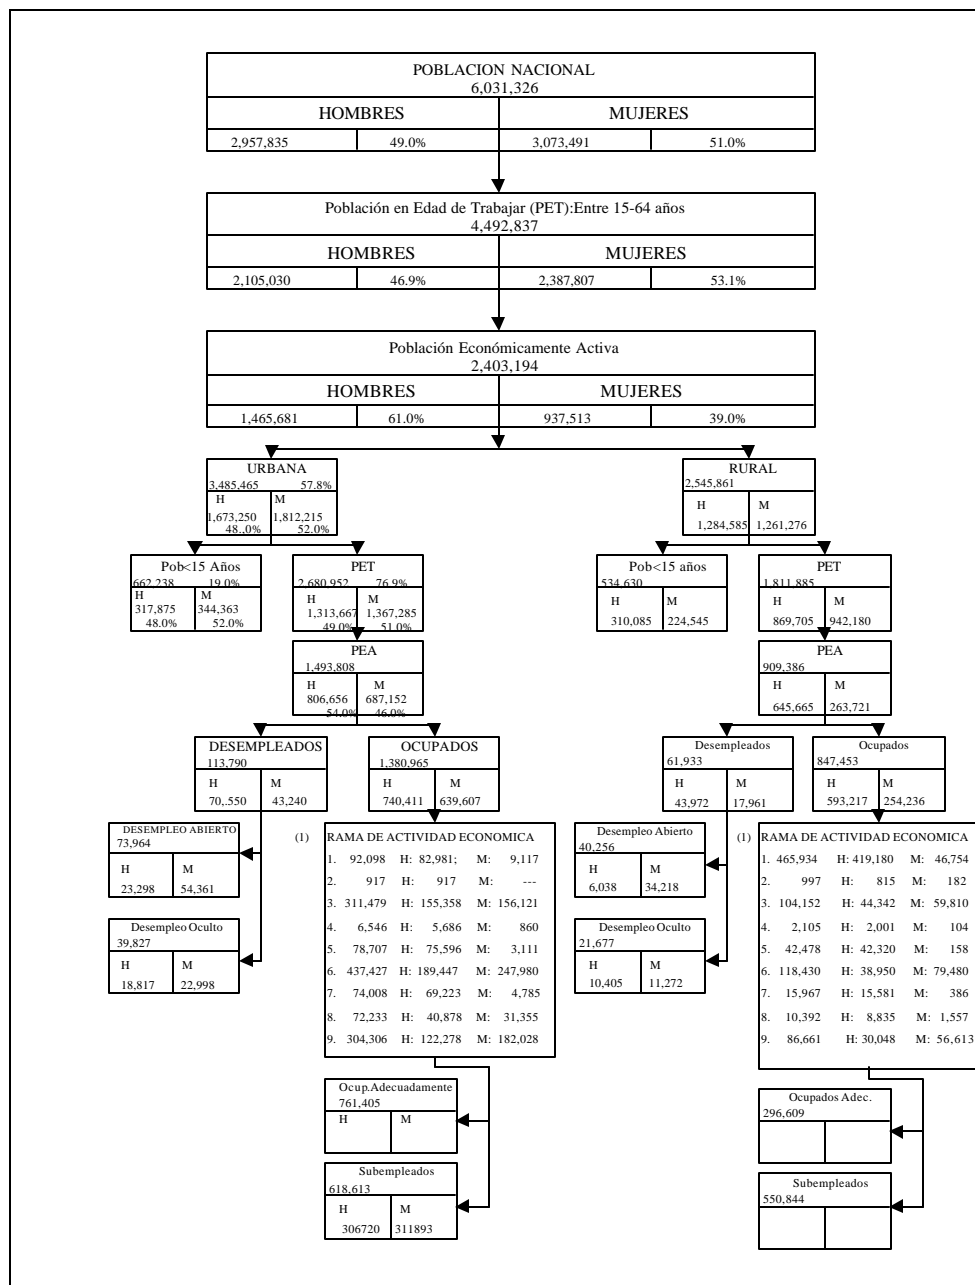 POBLACION NACIONAL
6,031,326
HOMBRES MUJERES
2,957,835 49.0% 3,073,491 51.0%
Población en Edad de Trabajar (PET):Entre 15-64 años
4,492,837
HOMBRES MUJERES
2,105,030 46.9% 2,387,807 53.1%
Población Económicamente Activa
2,403,194
HOMBRES MUJERES
1,465,681 61.0% 937,513 39.0%
URBANA
3,485,465 57.8%
H M
1,673,250 1,812,215
48.,0% 52.0%
RURAL
2,545,861
H M
1,284,585 1,261,276
Pob<15 Años
662,238 19.0%
H M
317,875 344,363
48.0% 52.0%
PET
2,680,952 76.9%
H M
1,313,667 1,367,285
49.0% 51.0%
Pob<15 años
534,630
H M
310,085 224,545
PET
1,811,885
H M
869,705 942,180
PEA
1,493,808
H M
806,656 687,152
54.0% 46.0%
PEA
909,386
H M
645,665 263,721
DESEMPLEADOS
113,790
H M
70,.550 43,240
OCUPADOS
1,380,965
H M
740,411 639,607
Desempleados
61,933
H M
43,972 17,961
Ocupados
847,453
H M
593,217 254,236
DESEMPLEO ABIERTO
73,964
H M
23,298 54,361
Desempleo Oculto
39,827
H M
18,817 22,998
(1) RAMA DE ACTIVIDAD ECONOMICA
1. 92,098 H: 82,981; M: 9,117
2. 917 H: 917 M: ---
3. 311,479 H: 155,358 M: 156,121
4. 6,546 H: 5,686 M: 860
5. 78,707 H: 75,596 M: 3,111
6. 437,427 H: 189,447 M: 247,980
7. 74,008 H: 69,223 M: 4,785
8. 72,233 H: 40,878 M: 31,355
9. 304,306 H: 122,278 M: 182,028
Desempleo Abierto
40,256
H M
6,038 34,218
Desempleo Oculto
21,677
H M
10,405 11,272
(1) RAMA DE ACTIVIDAD ECONOMICA
1. 465,934 H: 419,180 M: 46,754
2. 997 H: 815 M: 182
3. 104,152 H: 44,342 M: 59,810
4. 2,105 H: 2,001 M: 104
5. 42,478 H: 42,320 M: 158
6. 118,430 H: 38,950 M: 79,480
7. 15,967 H: 15,581 M: 386
8. 10,392 H: 8,835 M: 1,557
9. 86,661 H: 30,048 M: 56,613
Ocup.Adecuadamente
761,405
H M
Subempleados
618,613
H M
306720 311893
Ocupados Adec.
296,609
Subempleados
550,844